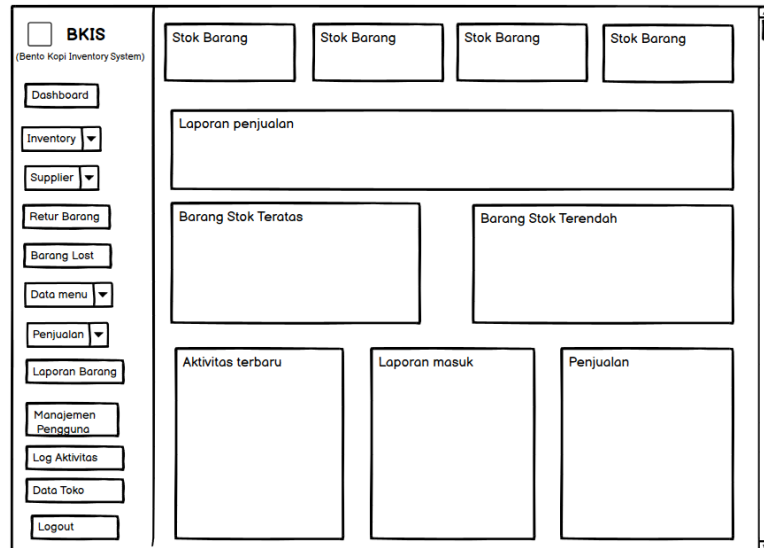 BKIS
(Bento Kopi Inventory System)
Dashboard
Inventory
Supplier
Retur Barang
Barang Lost
Data menu
Penjualan
Laporan Barang
Manajemen
Pengguna
Log Aktivitas
Data Toko
Logout
Stok Barang
Stok Barang
Stok Barang
Stok Barang
Laporan penjualan
Barang Stok Teratas
Barang Stok Terendah
Aktivitas terbaru
Laporan masuk
Penjualan